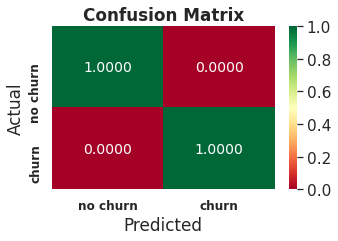 Confusion Matrix
Actual
no churn
1.0000 0.0000
churn
0.0000 1.0000
no churn churn
Predicted
1.0
0.8
0.6
0.4
0.2
0.0